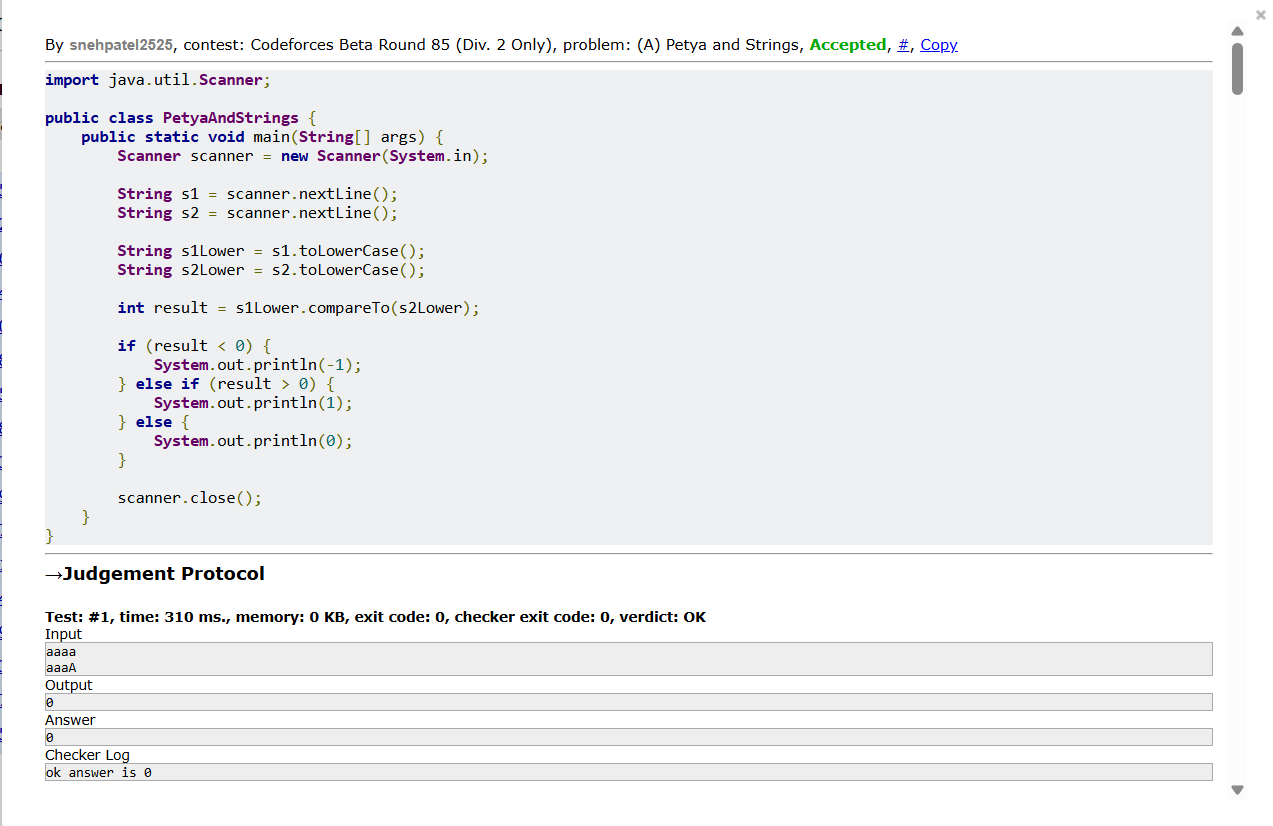 By snehpatel2525, contest: Codeforces Beta Round 85 (Div. 2 Only), problem: (A) Petya and Strings, Accepted, #, Copy
import java.util.Scanner;
public class PetyaAndStrings {
    public static void main(String[] args) {
        Scanner scanner = new Scanner(System.in);
        String s1 = scanner.nextLine();
        String s2 = scanner.nextLine();
        String s1Lower = s1.toLowerCase();
        String s2Lower = s2.toLowerCase();
        int result = s1Lower.compareTo(s2Lower);
        if (result < 0) {
            System.out.println(-1);
        } else if (result > 0) {
            System.out.println(1);
        } else {
            System.out.println(0);
        }
        scanner.close();
    }
}
→Judgement Protocol
Test: #1, time: 310 ms., memory: 0 KB, exit code: 0, checker exit code: 0, verdict: OK
Input
aaaa
aaaA
Output
0
Answer
0
Checker Log
ok answer is 0